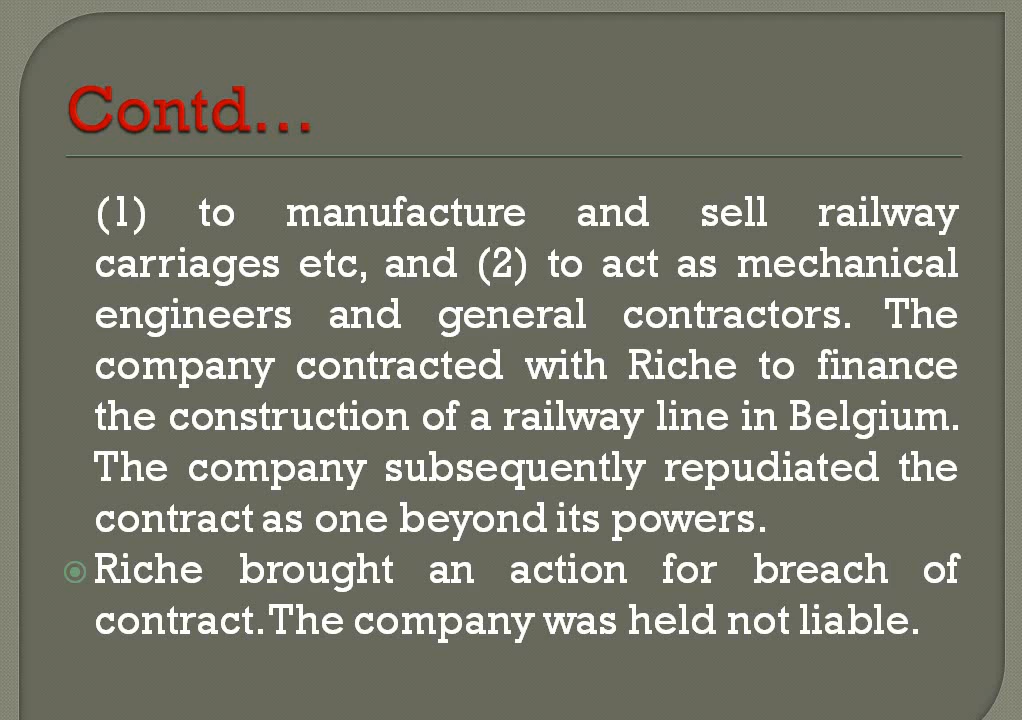 Contd…
(1) to manufacture and sell railway
carriages etc, and (2) to act as mechanical
engineers and general contractors. The
company contracted with Riche to finance
the construction of a railway line in Belgium.
The company subsequently repudiated the
contract as one beyond its powers.
Riche brought an action for breach of
contract. The company was held not liable.